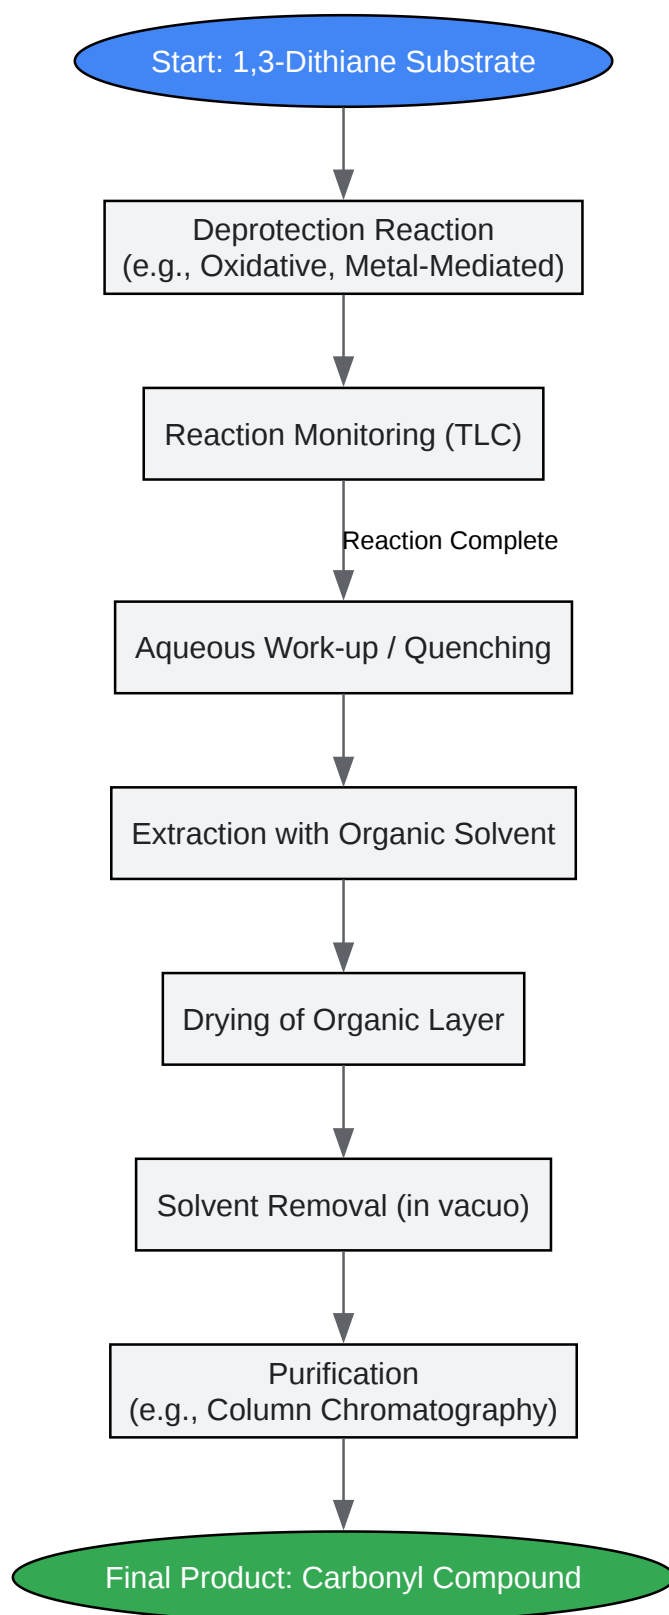 Start: 1,3-Dithiane Substrate
Deprotection Reaction
(e.g., Oxidative, Metal-Mediated)
Reaction Monitoring (TLC)
Reaction Complete
Aqueous Work-up / Quenching
Extraction with Organic Solvent
Drying of Organic Layer
Solvent Removal (in vacuo)
Purification
(e.g., Column Chromatography)
Final Product: Carbonyl Compound